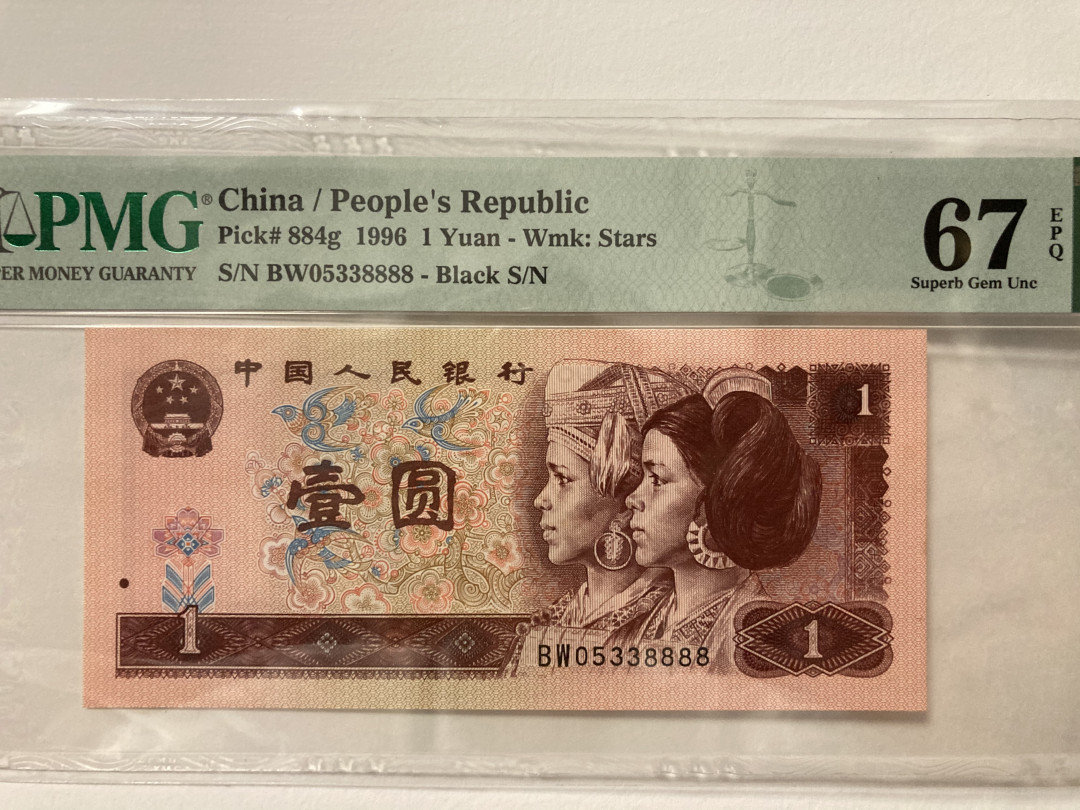 PMG® China / People's Republic
Pick# 884g 1996 1 Yuan - Wmk: Stars
ER MONEY GUARANTY S/N BW05338888 - Black S/N
67 EPQ
Superb Gem Unc
中国人民银行
1
壹圆
1
BW05338888
1